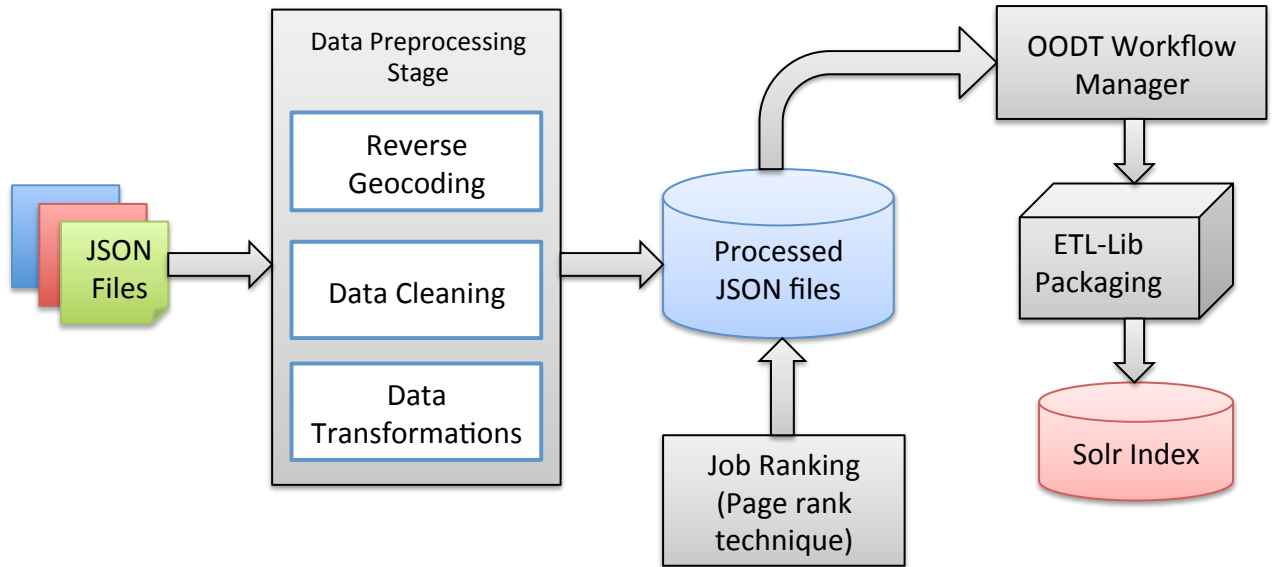 JSON
Files
Data Preprocessing
Stage
Reverse
Geocoding
Data Cleaning
Data
Transformations
Processed
JSON files
Job Ranking
(Page rank
technique)
OODT Workflow
Manager
ETL-Lib
Packaging
Solr Index